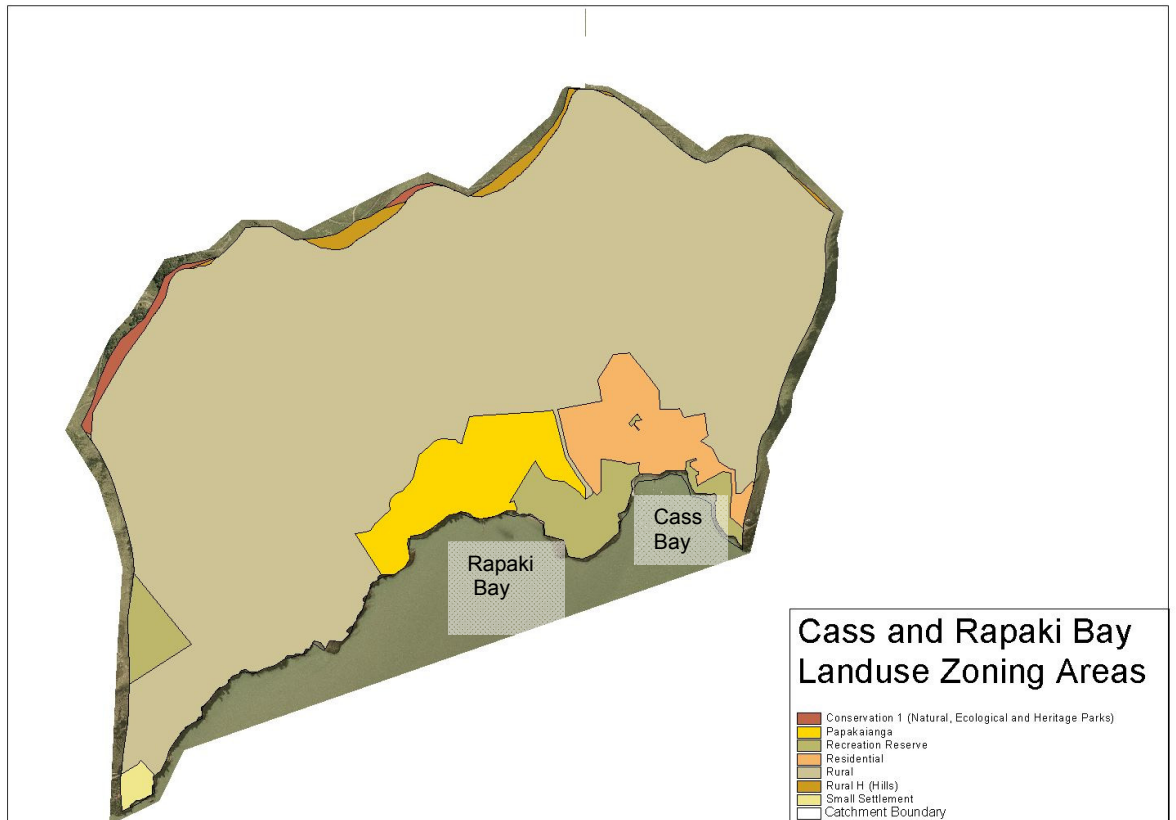 Cass
Bay
Rapaki
Bay
Cass and Rapaki Bay
Landuse Zoning Areas
Conservation 1 (Natural, Ecological and Heritage Parks)
Papakaianga
Recreation Reserve
Residential
Rural
Rural H (Hills)
Small Settlement
Catchment Boundary